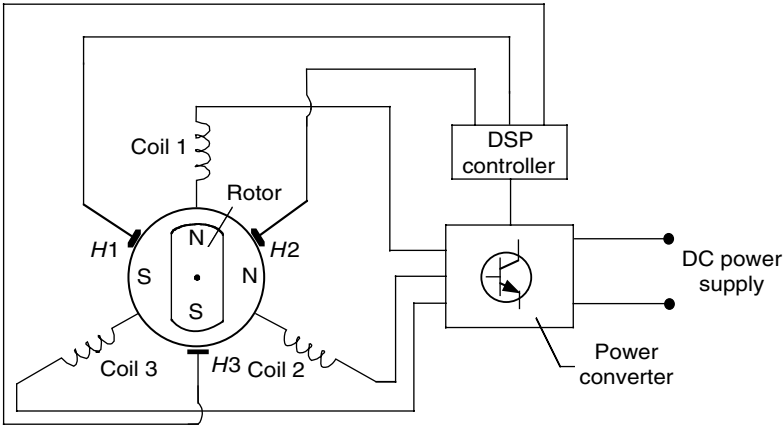 DSP
controller
Coil 1
Rotor
H1
H2
N
S
N
S
DC power
supply
Coil 3
H3
Coil 2
Power
converter